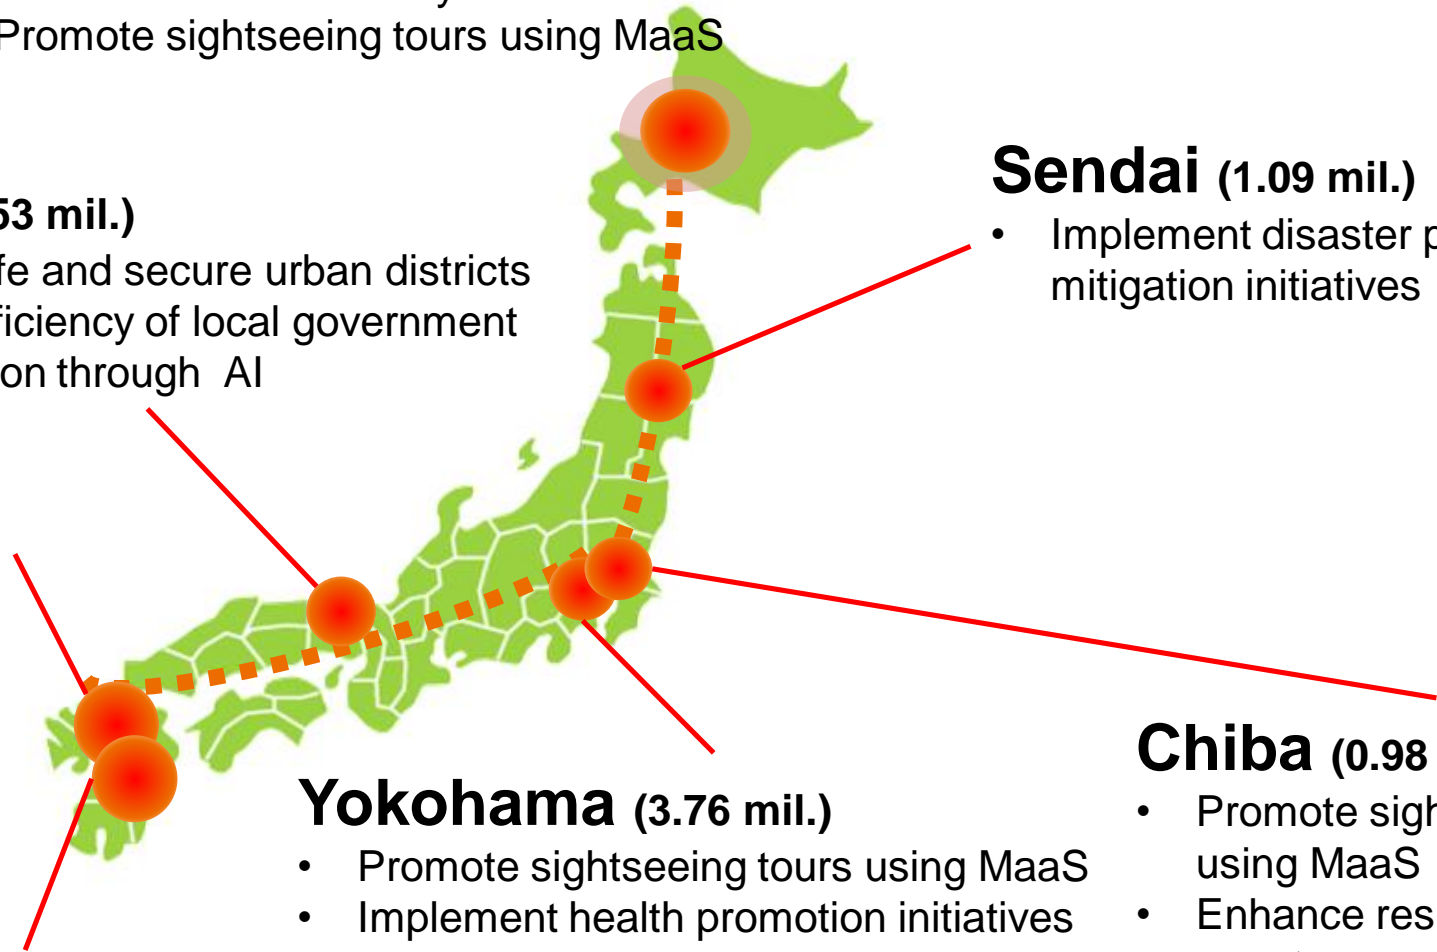 Promote sightseeing tours using MaaS
53 mil.)
fe and secure urban districts
ficiency of local government
on through AI
Sendai (1.09 mil.)
• Implement disaster p
mitigation initiatives
Yokohama (3.76 mil.)
• Promote sightseeing tours using MaaS
• Implement health promotion initiatives
Chiba (0.98
• Promote sigh
using MaaS
• Enhance res